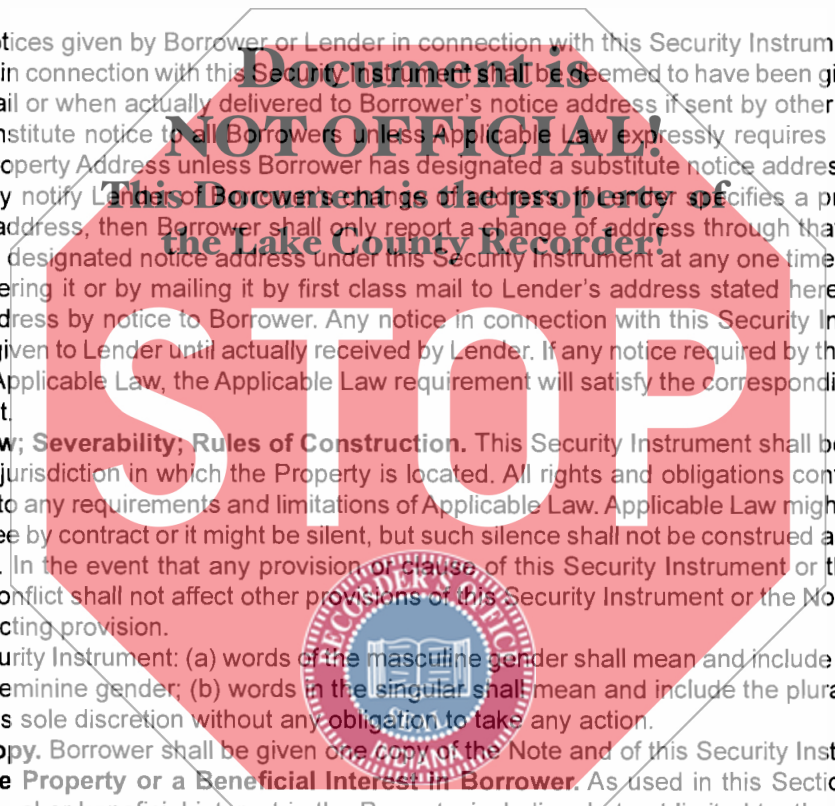 tices given by Borrower or Lender in connection with this Security Instrum
Document is
in connection with this Security Instrument shall be deemed to have been gi
ail or when actually delivered to Borrower's notice address if sent by other
NOT OFFICIAL!
nstitute notice to all Borrowers unless Applicable Law expressly requires
operty Address unless Borrower has designated a substitute notice addres
This Document is the property of
y notify Lender of Borrower's change of address. If Lender specifies a pr
address, then Borrower shall only report a change of address through tha
the Lake County Recorder!
designated notice address under this Security Instrument at any one time
ering it or by mailing it by first class mail to Lender's address stated here
dress by notice to Borrower. Any notice in connection with this Security In
given to Lender until actually received by Lender. If any notice required by th
Applicable Law, the Applicable Law requirement will satisfy the correspondi
t.
STOP
w; Severability; Rules of Construction. This Security Instrument shall be
jurisdiction in which the Property is located. All rights and obligations con
to any requirements and limitations of Applicable Law. Applicable Law migh
ee by contract or it might be silent, but such silence shall not be construed a
. In the event that any provision or clause of this Security Instrument or t
onflict shall not affect other provisions of this Security Instrument or the No
cting provision.
RECORDER'S OFFICE
urity Instrument: (a) words of the masculine gender shall mean and include
eminine gender; (b) words in the singular shall mean and include the plura
SEAL
s sole discretion without any obligation to take any action.
opy. Borrower shall be given one copy of the Note and of this Security Inst
e Property or a Beneficial Interest in Borrower. As used in this Sectio